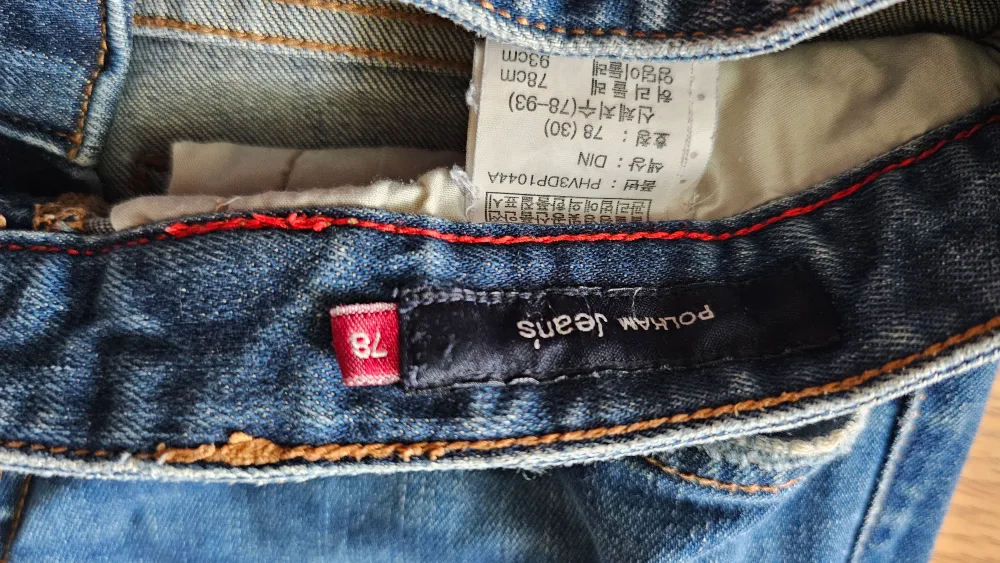 POLHAM Jean's
78
품번 : PHV3DP1044A
색상 : DIN
호칭 : 78 (30)
신체치수(78-93)
허리둘레 78cm
엉덩이둘레 93cm